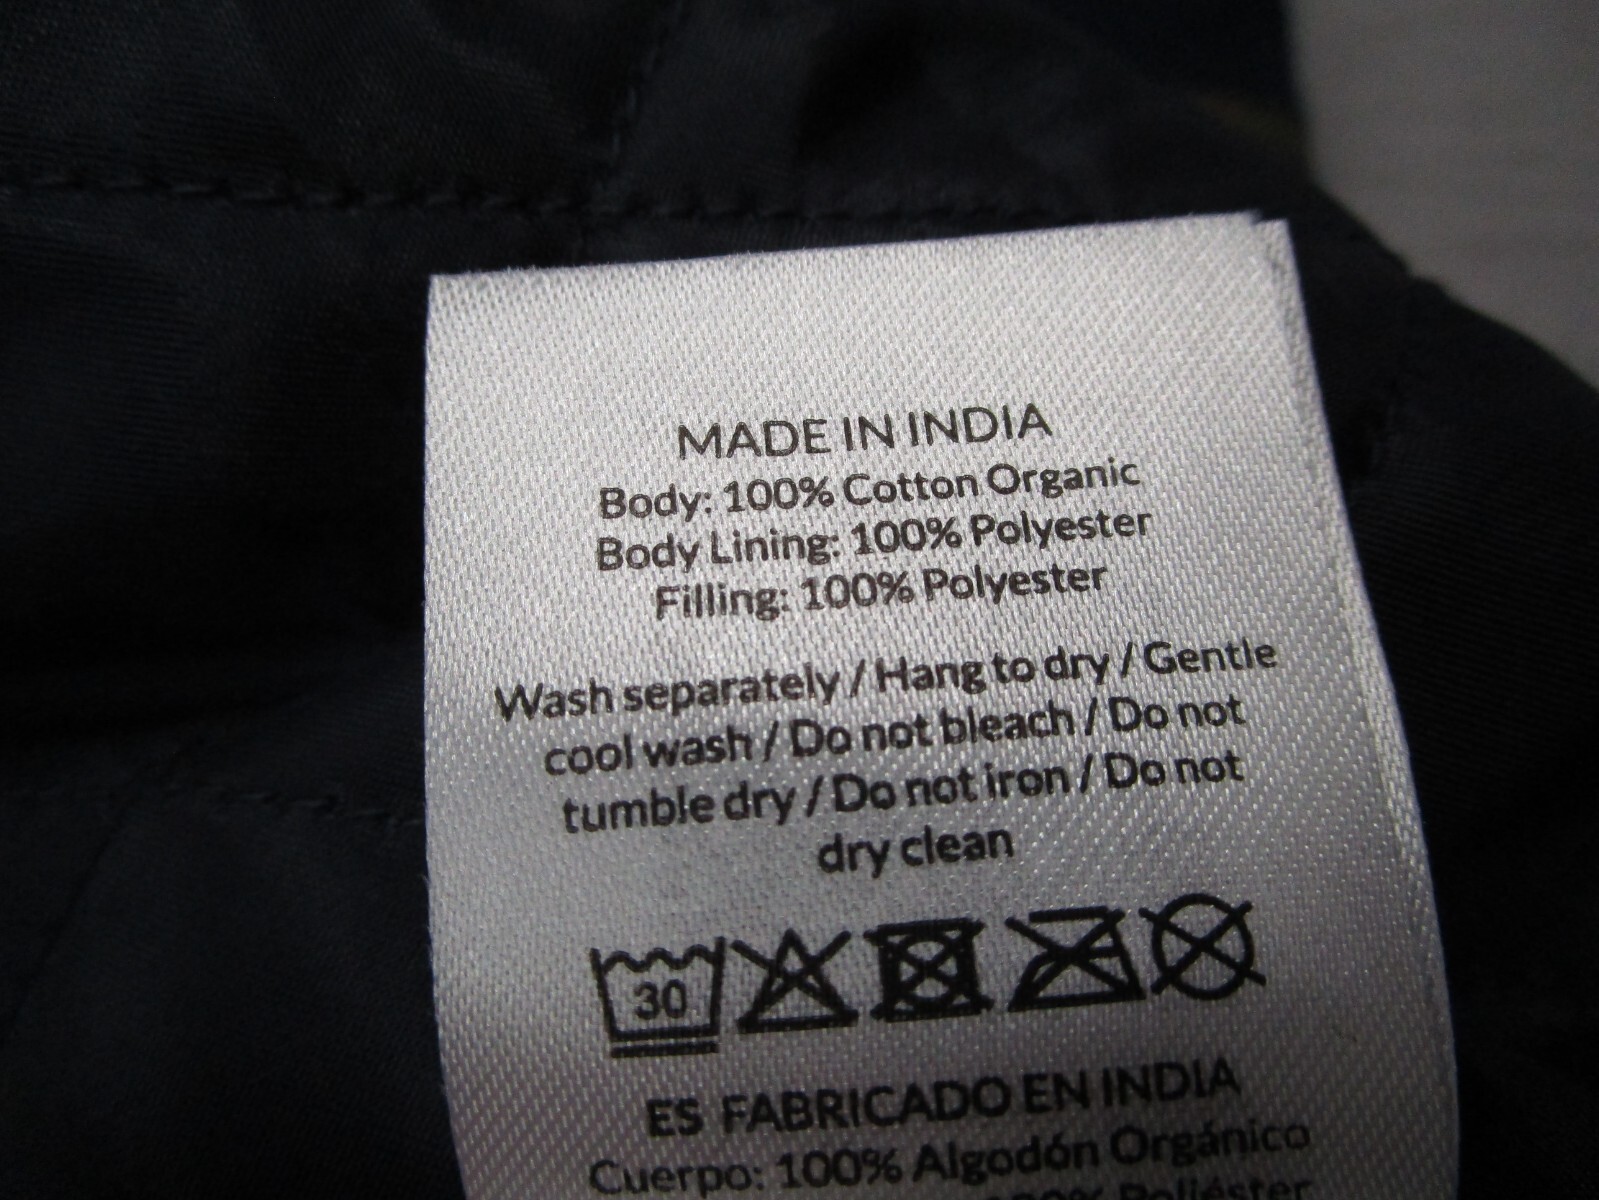 MADE IN INDIA
Body: 100% Cotton Organic
Body Lining: 100% Polyester
Filling: 100% Polyester
Wash separately / Hang to dry / Gentle
cool wash / Do not bleach / Do not
tumble dry / Do not iron / Do not
dry clean
30
ES FABRICADO EN INDIA
Cuerpo: 100% Algodón Orgánico
100% Poliéster